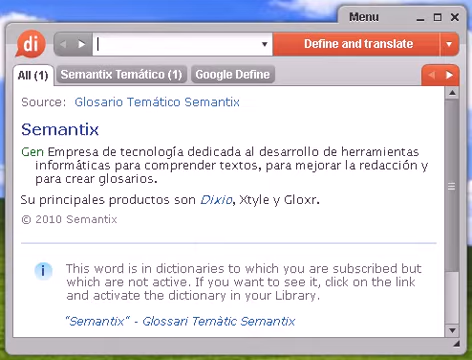 Menu
di
Define and translate
All (1)
Semantix Temático (1)
Google Define
Source: Glosario Temático Semantix
Semantix
Gen Empresa de tecnología dedicada al desarrollo de herramientas
informáticas para comprender textos, para mejorar la redacción y
para crear glosarios.
Su principales productos son Dixio, Xtyle y Gloxr.
© 2010 Semantix
i
This word is in dictionaries to which you are subscribed but
which are not active. If you want to see it, click on the link
and activate the dictionary in your Library.
"Semantix" - Glossari Temàtic Semantix